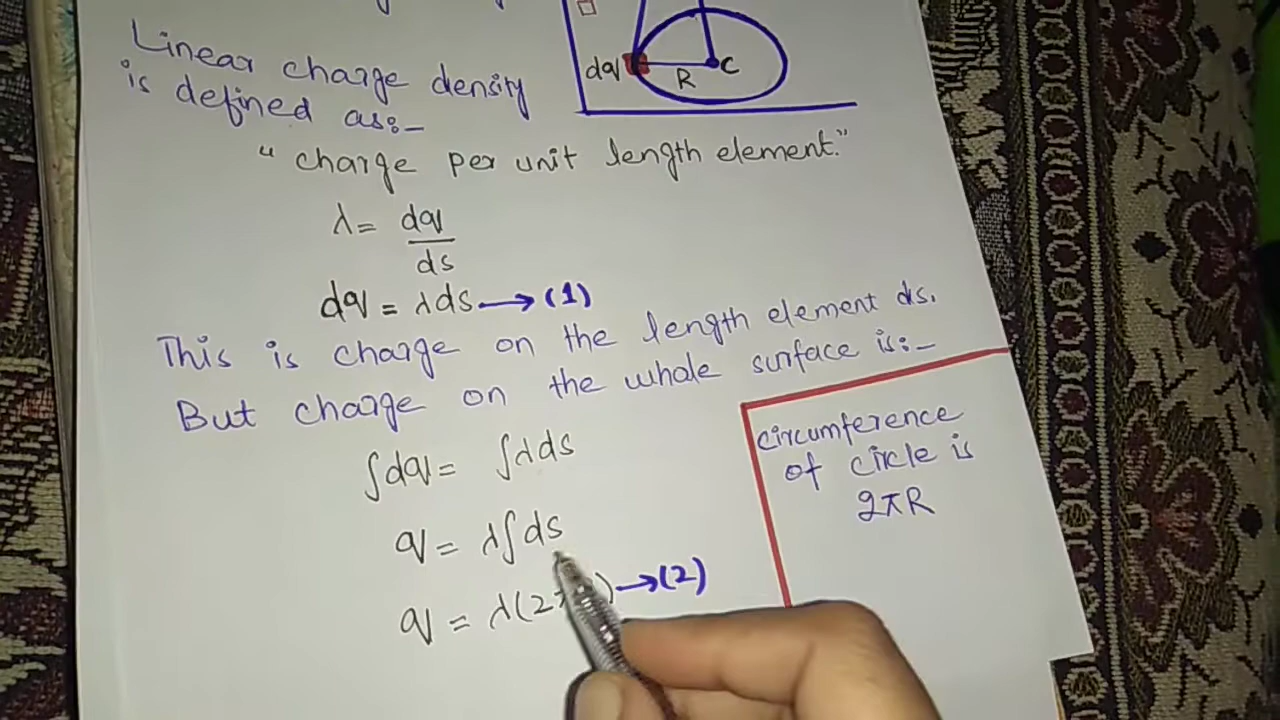 Linear charge density
is defined as:-
dq
R
C
"charge per unit length element."
λ = dq
ds
dq = λds → (1)
This is charge on the length element ds.
But charge on the whole surface is:-
∫dq = ∫λds
q = λ∫ds
q = λ(2 ) → (2)
circumference
of circle is
2πR